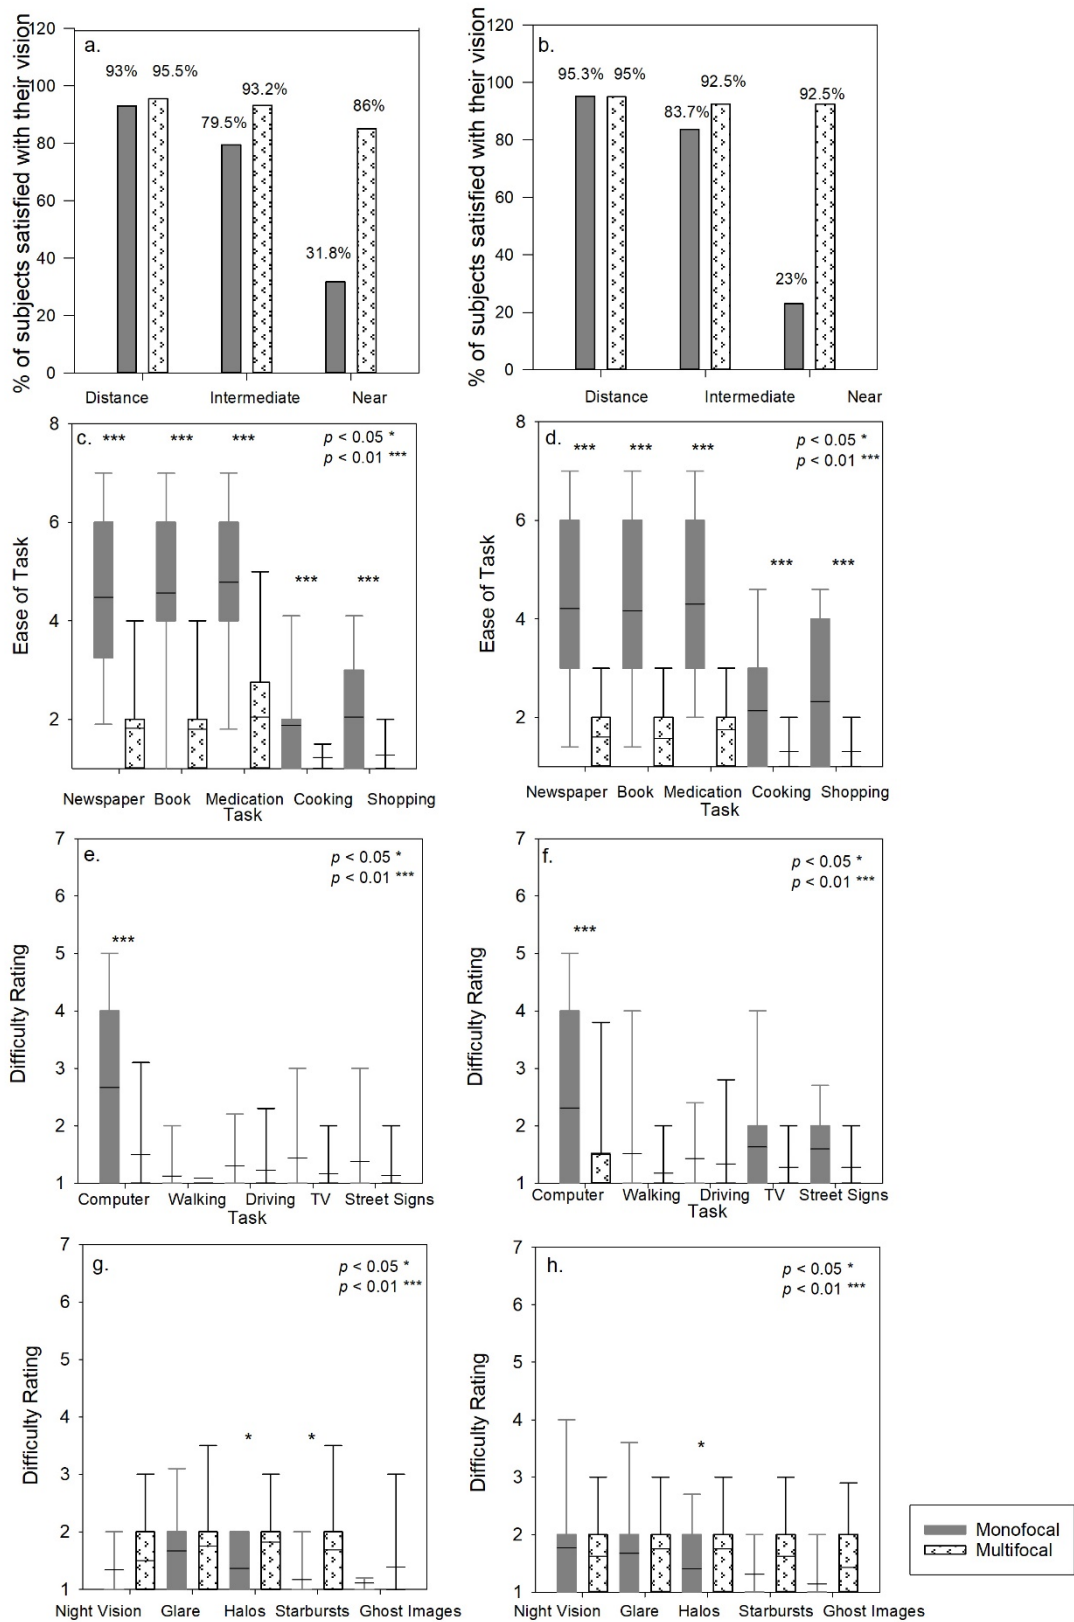 a.
% of subjects satisfied with their vision
120
100
80
60
40
20
0
93% 95.5%
79.5% 93.2%
31.8% 86%
Distance Intermediate Near
b.
% of subjects satisfied with their vision
120
100
80
60
40
20
0
95.3% 95%
83.7% 92.5%
23% 92.5%
Distance Intermediate Near
c.
*** *** *** *** ***
p < 0.05 *
p < 0.01 ***
Ease of Task
8
6
4
2
Newspaper Book Medication Cooking Shopping
Task
d.
*** *** *** *** ***
p < 0.05 *
p < 0.01 ***
Ease of Task
8
6
4
2
Newspaper Book Medication Cooking Shopping
Task
e.
p < 0.05 *
p < 0.01 ***
***
Difficulty Rating
7
6
5
4
3
2
1
Computer Walking Driving TV Street Signs
Task
f.
p < 0.05 *
p < 0.01 ***
***
Difficulty Rating
7
6
5
4
3
2
1
Computer Walking Driving TV Street Signs
Task
g.
p < 0.05 *
p < 0.01 ***
* *
Difficulty Rating
7
6
5
4
3
2
1
Night Vision Glare Halos Starbursts Ghost Images
h.
p < 0.05 *
p < 0.01 ***
*
Difficulty Rating
7
6
5
4
3
2
1
Night Vision Glare Halos Starbursts Ghost Images
Monofocal
Multifocal